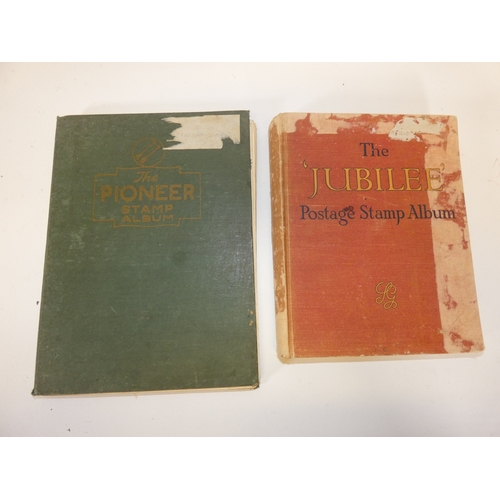 The
PIONEER
STAMP
ALBUM
The
JUBILEE
Postage Stamp Album
SG